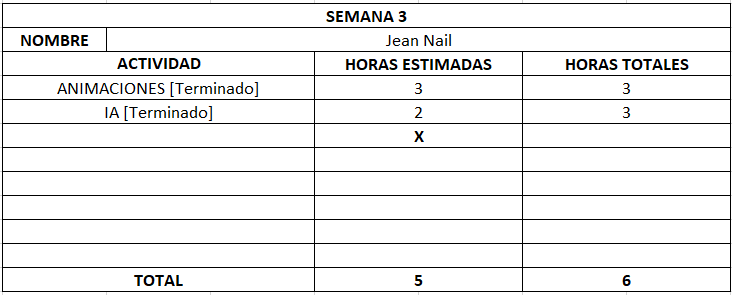 SEMANA 3
NOMBRE Jean Nail
ACTIVIDAD HORAS ESTIMADAS HORAS TOTALES
ANIMACIONES [Terminado] 3 3
IA [Terminado] 2 3
X
TOTAL 5 6